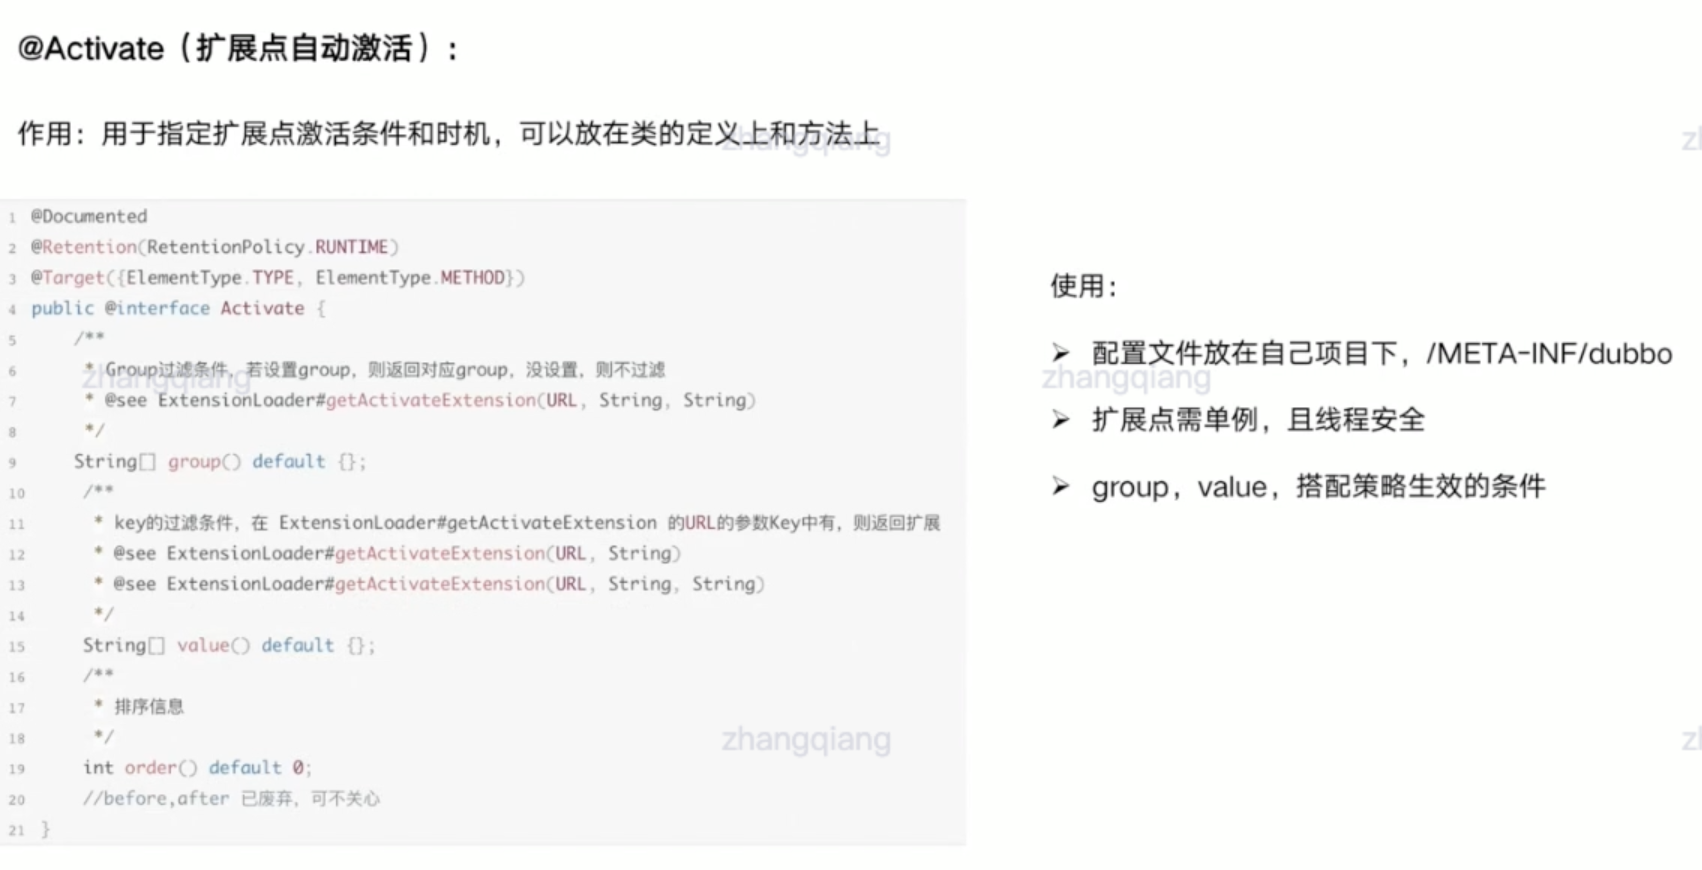 @Activate（扩展点自动激活）:
作用：用于指定扩展点激活条件和时机，可以放在类的定义上和方法上
1 @Documented
2 @Retention(RetentionPolicy.RUNTIME)
3 @Target({ElementType.TYPE, ElementType.METHOD})
4 public @interface Activate {
5 /**
6 * Group过滤条件，若设置group，则返回对应group，没设置，则不过滤
7 * @see ExtensionLoader#getActivateExtension(URL, String, String)
8 */
9 String[] group() default {};
10 /**
11 * key的过滤条件，在 ExtensionLoader#getActivateExtension 的URL的参数Key中有，则返回扩展
12 * @see ExtensionLoader#getActivateExtension(URL, String)
13 * @see ExtensionLoader#getActivateExtension(URL, String, String)
14 */
15 String[] value() default {};
16 /**
17 * 排序信息
18 */
19 int order() default 0;
20 //before,after 已废弃，可不关心
21 }
使用：
➢ 配置文件放在自己项目下，/META-INF/dubbo
➢ 扩展点需单例，且线程安全
➢ group，value，搭配策略生效的条件
zhangqiang
zhangqiang
zhangqiang
zhangqiang